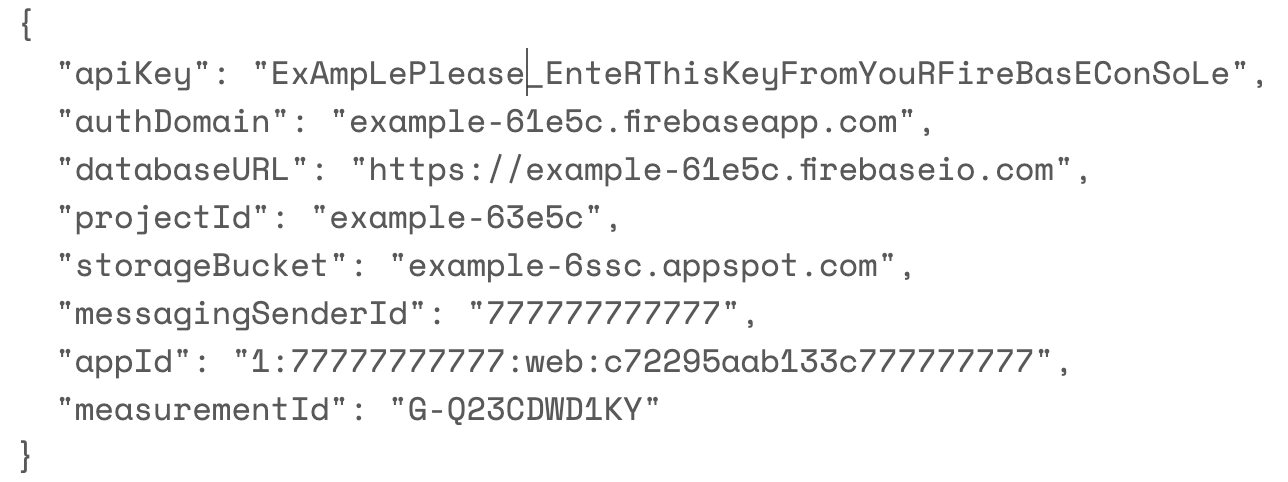 {
"apiKey": "ExAmpLePlease_EnteRThisKeyFromYouRFireBasEConSoLe",
"authDomain": "example-61e5c.firebaseapp.com",
"databaseURL": "https://example-61e5c.firebaseio.com",
"projectId": "example-63e5c",
"storageBucket": "example-6ssc.appspot.com",
"messagingSenderId": "777777777777",
"appId": "1:77777777777:web:c72295aab133c777777777",
"measurementId": "G-Q23CDWD1KY"
}